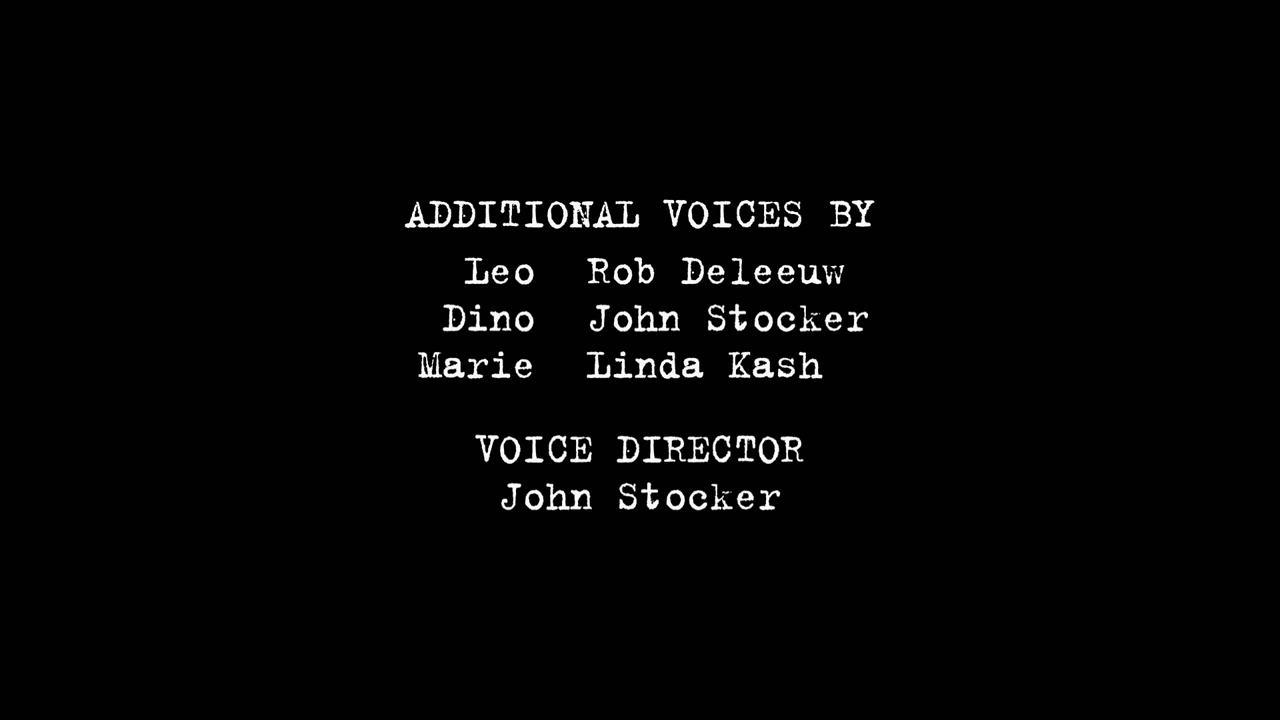 ADDITIONAL VOICES BY
Leo Rob Deleeuw
Dino John Stocker
Marie Linda Kash
VOICE DIRECTOR
John Stocker